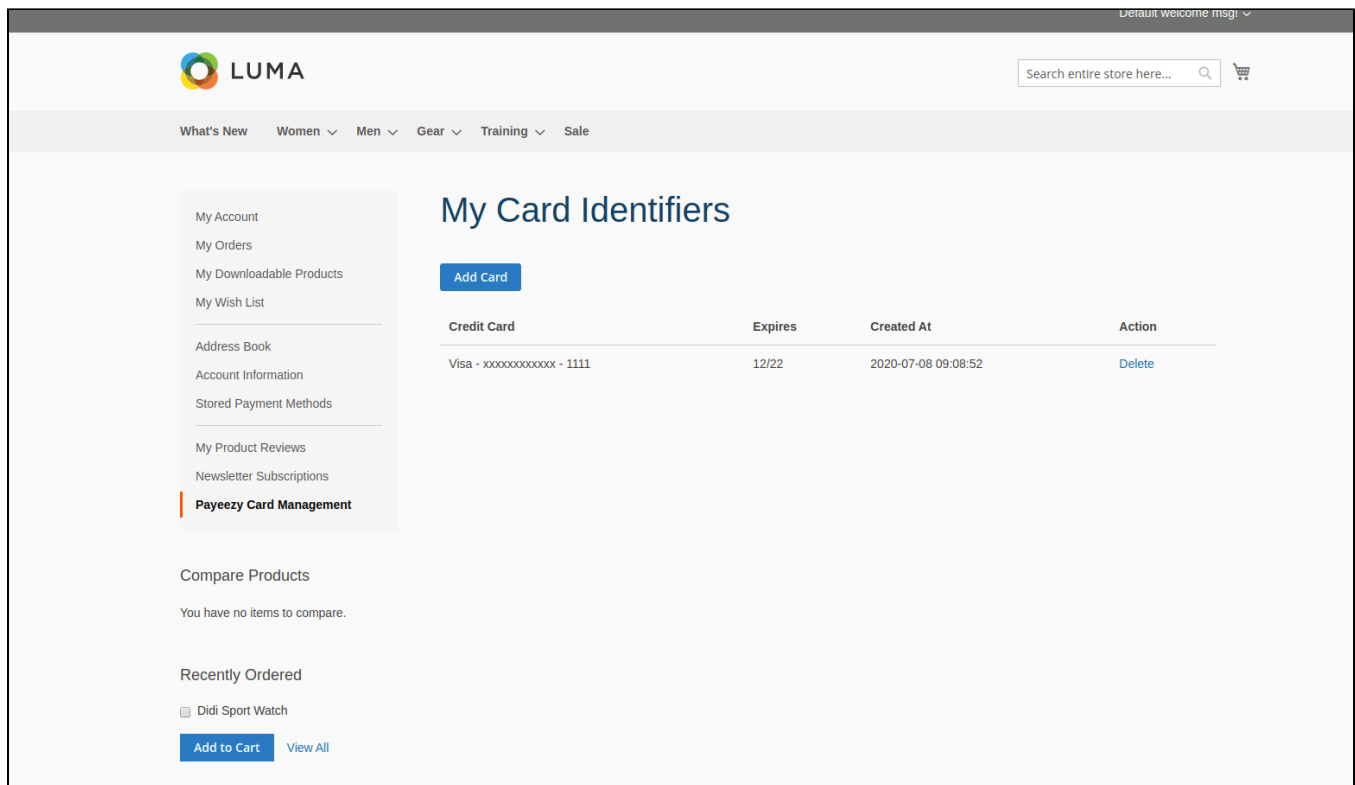 Default welcome msg!
LUMA
Search entire store here...
What's New Women Men Gear Training Sale
My Account
My Orders
My Downloadable Products
My Wish List
Address Book
Account Information
Stored Payment Methods
My Product Reviews
Newsletter Subscriptions
Payeezy Card Management
Compare Products
You have no items to compare.
Recently Ordered
Didi Sport Watch
Add to Cart View All
My Card Identifiers
Add Card
Credit Card Expires Created At Action
Visa - xxxxxxxxxxxx - 1111 12/22 2020-07-08 09:08:52 Delete